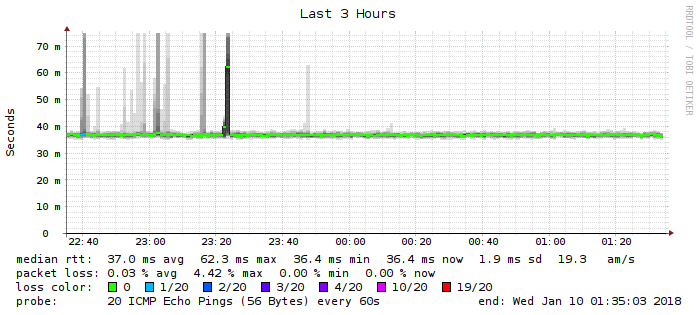 Last 3 Hours
RRDTOOL / TOBI OETIKER
Seconds
70 m
60 m
50 m
40 m
30 m
20 m
10 m
0
22:40 23:00 23:20 23:40 00:00 00:20 00:40 01:00 01:20
median rtt: 37.0 ms avg 62.3 ms max 36.4 ms min 36.4 ms now 1.9 ms sd 19.3 am/s
packet loss: 0.03 % avg 4.42 % max 0.00 % min 0.00 % now
loss color: 0 1/20 2/20 3/20 4/20 10/20 19/20
probe: 20 ICMP Echo Pings (56 Bytes) every 60s end: Wed Jan 10 01:35:03 2018